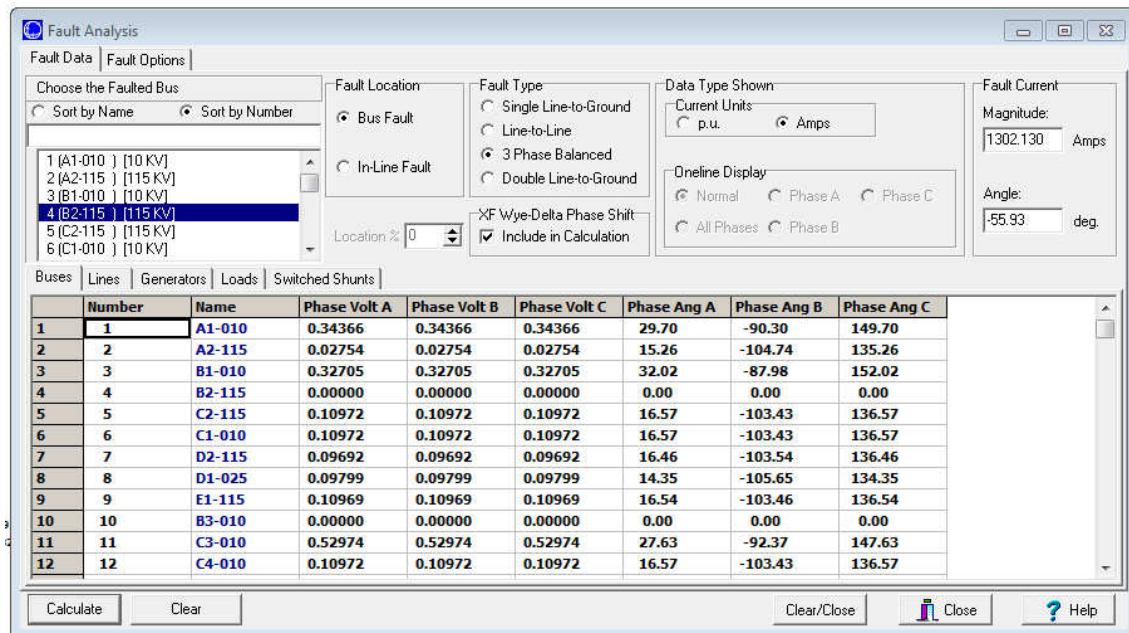 Fault Analysis
Fault Data Fault Options
Choose the Faulted Bus
Sort by Name Sort by Number
1 (A1-010 ) [10 KV]
2 (A2-115 ) [115 KV]
3 (B1-010 ) [10 KV]
4 (B2-115 ) [115 KV]
5 (C2-115 ) [115 KV]
6 (C1-010 ) [10 KV]
Fault Location
Bus Fault
In-Line Fault
Location % 0
Fault Type
Single Line-to-Ground
Line-to-Line
3 Phase Balanced
Double Line-to-Ground
XF Wye-Delta Phase Shift
Include in Calculation
Data Type Shown
Current Units
p.u. Amps
Oneline Display
Normal Phase A Phase C
All Phases Phase B
Fault Current
Magnitude:
1302.130 Amps
Angle:
-55.93 deg.
Buses Lines Generators Loads Switched Shunts
Number Name Phase Volt A Phase Volt B Phase Volt C Phase Ang A Phase Ang B Phase Ang C
1 1 A1-010 0.34366 0.34366 0.34366 29.70 -90.30 149.70
2 2 A2-115 0.02754 0.02754 0.02754 15.26 -104.74 135.26
3 3 B1-010 0.32705 0.32705 0.32705 32.02 -87.98 152.02
4 4 B2-115 0.00000 0.00000 0.00000 0.00 0.00 0.00
5 5 C2-115 0.10972 0.10972 0.10972 16.57 -103.43 136.57
6 6 C1-010 0.10972 0.10972 0.10972 16.57 -103.43 136.57
7 7 D2-115 0.09692 0.09692 0.09692 16.46 -103.54 136.46
8 8 D1-025 0.09799 0.09799 0.09799 14.35 -105.65 134.35
9 9 E1-115 0.10969 0.10969 0.10969 16.54 -103.46 136.54
10 10 B3-010 0.00000 0.00000 0.00000 0.00 0.00 0.00
11 11 C3-010 0.52974 0.52974 0.52974 27.63 -92.37 147.63
12 12 C4-010 0.10972 0.10972 0.10972 16.57 -103.43 136.57
Calculate Clear Clear/Close Close ? Help